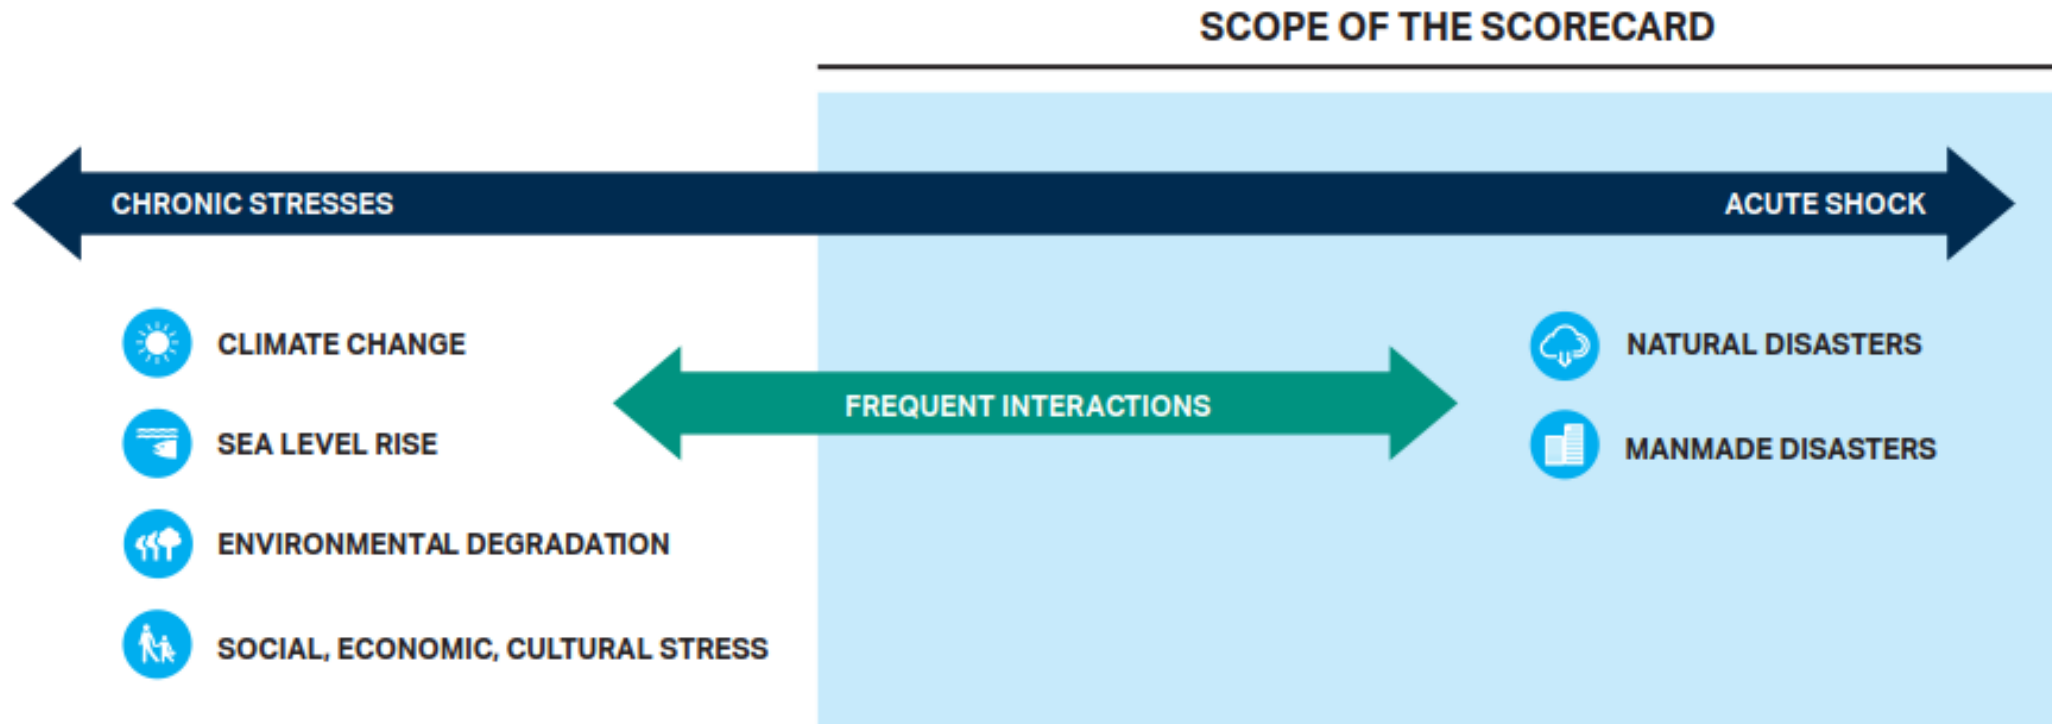 SCOPE OF THE SCORECARD
CHRONIC STRESSES
ACUTE SHOCK
CLIMATE CHANGE
SEA LEVEL RISE
ENVIRONMENTAL DEGRADATION
SOCIAL, ECONOMIC, CULTURAL STRESS
FREQUENT INTERACTIONS
NATURAL DISASTERS
MANMADE DISASTERS